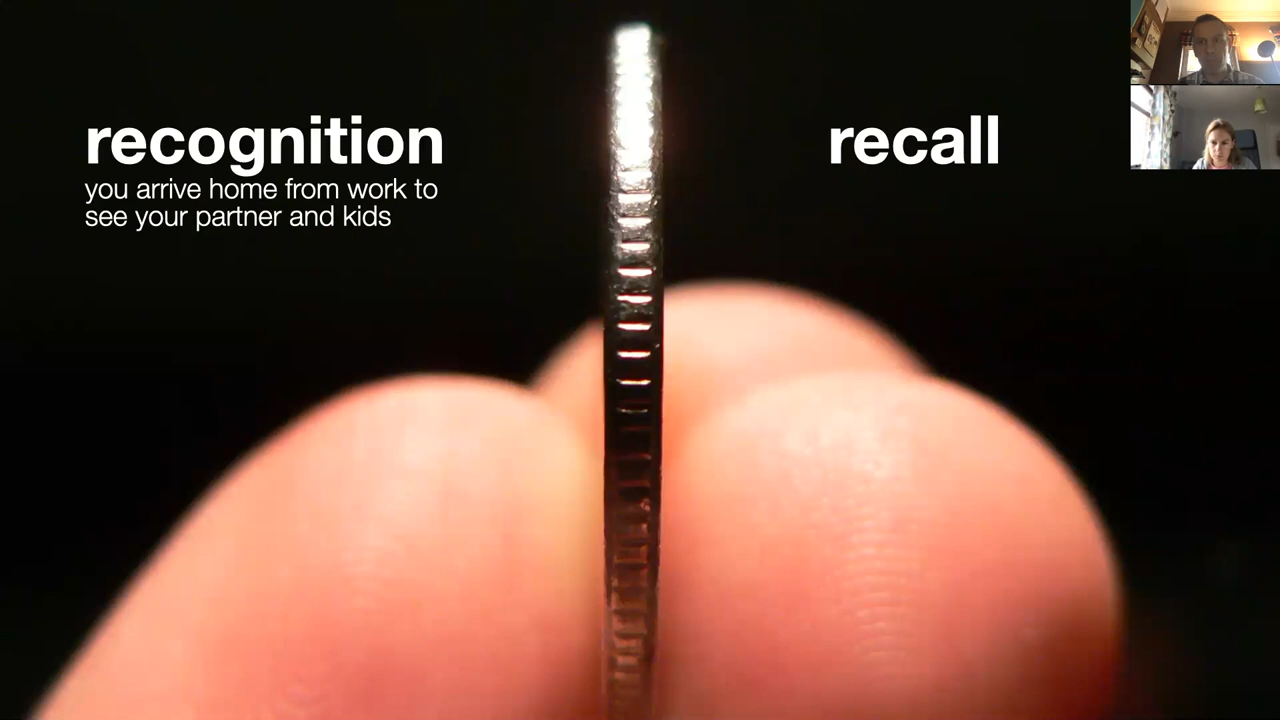 recognition
you arrive home from work to
see your partner and kids
recall